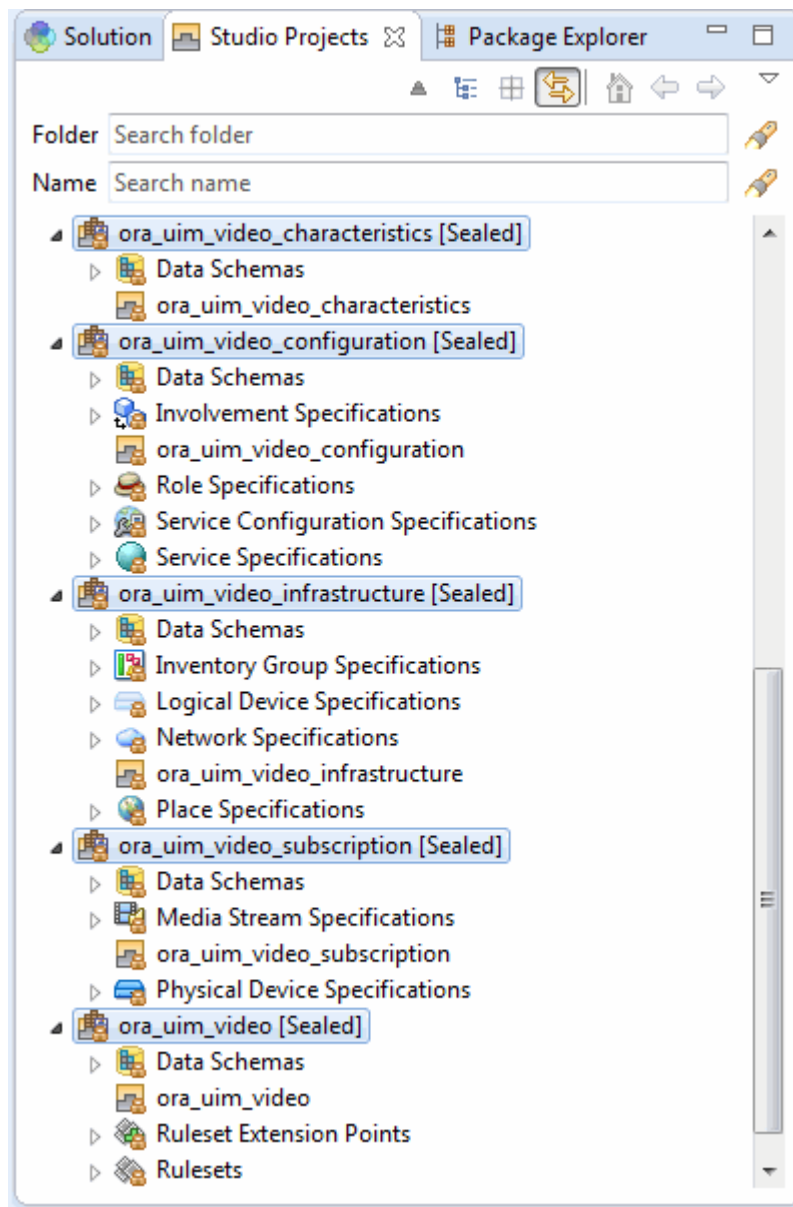 Solution Studio Projects Package Explorer
Folder Search folder
Name Search name
ora_uim_video_characteristics [Sealed]
Data Schemas
ora_uim_video_characteristics
ora_uim_video_configuration [Sealed]
Data Schemas
Involvement Specifications
ora_uim_video_configuration
Role Specifications
Service Configuration Specifications
Service Specifications
ora_uim_video_infrastructure [Sealed]
Data Schemas
Inventory Group Specifications
Logical Device Specifications
Network Specifications
ora_uim_video_infrastructure
Place Specifications
ora_uim_video_subscription [Sealed]
Data Schemas
Media Stream Specifications
ora_uim_video_subscription
Physical Device Specifications
ora_uim_video [Sealed]
Data Schemas
ora_uim_video
Ruleset Extension Points
Rulesets